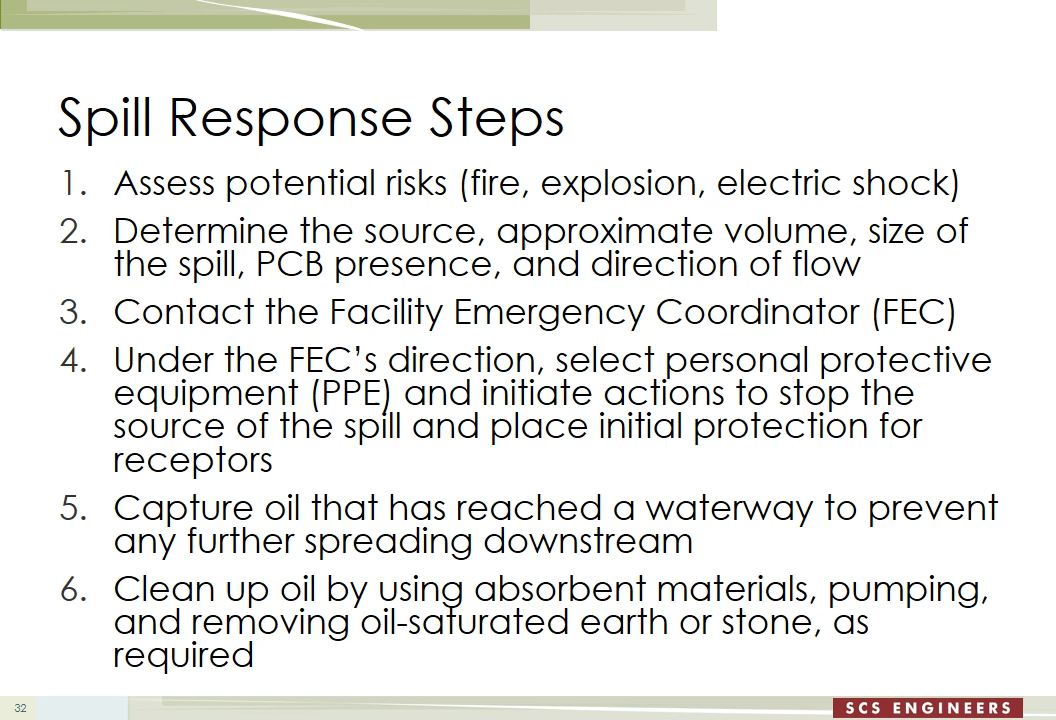 Spill Response Steps
1. Assess potential risks (fire, explosion, electric shock)
2. Determine the source, approximate volume, size of
the spill, PCB presence, and direction of flow
3. Contact the Facility Emergency Coordinator (FEC)
4. Under the FEC’s direction, select personal protective
equipment (PPE) and initiate actions to stop the
source of the spill and place initial protection for
receptors
5. Capture oil that has reached a waterway to prevent
any further spreading downstream
6. Clean up oil by using absorbent materials, pumping,
and removing oil-saturated earth or stone, as
required
32
SCS ENGINEERS